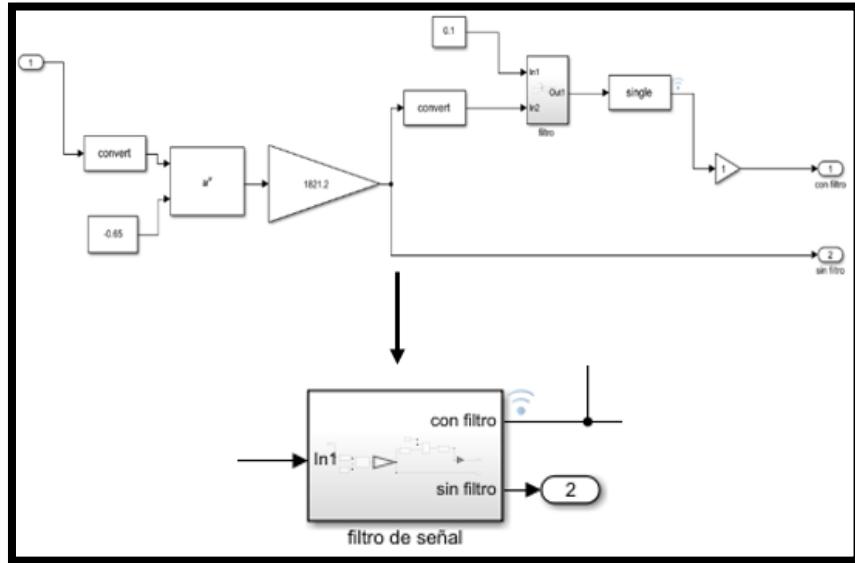 1
convert
-0.65
1821.2
0.1
convert
In1
In2
Out1
filtro
single
1
1
con filtro
2
sin filtro
In1
con filtro
sin filtro
2
filtro de señal